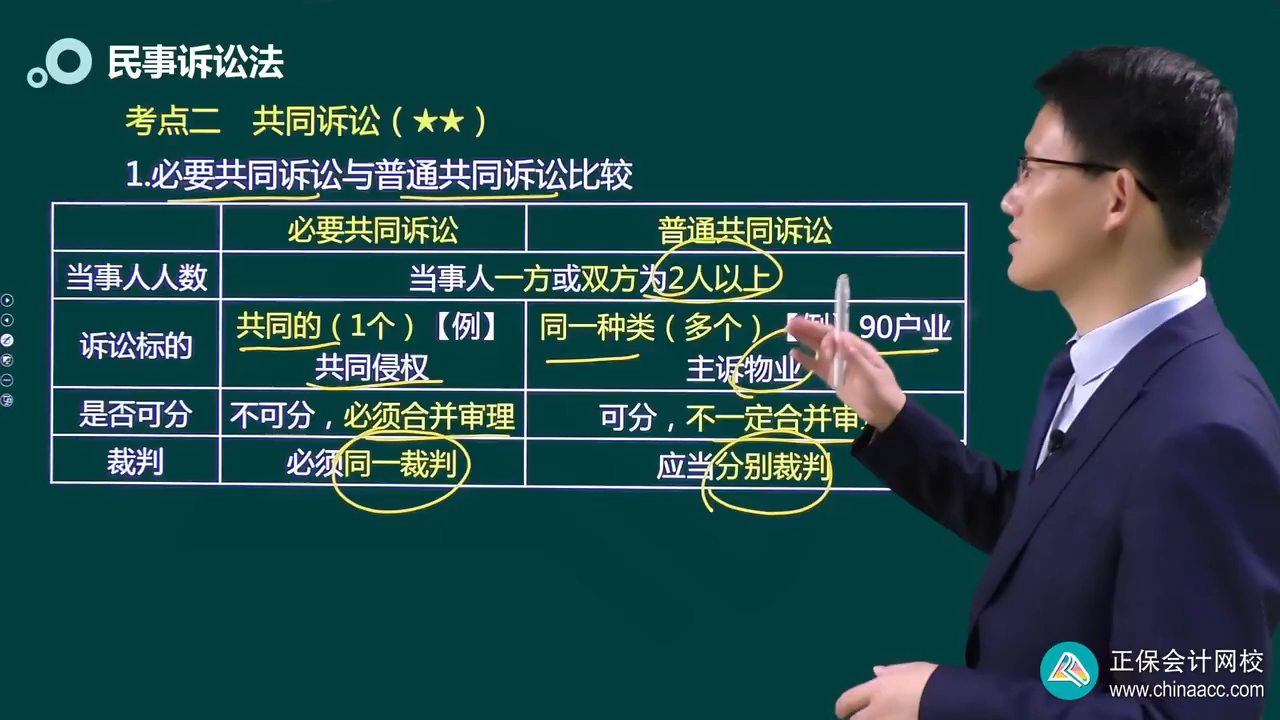 民事诉讼法
考点二 共同诉讼（★★）
1.必要共同诉讼与普通共同诉讼比较
必要共同诉讼 普通共同诉讼
当事人人数 当事人一方或双方为2人以上
诉讼标的 共同的（1个）【例】共同侵权 同一种类（多个）【例】90户业主诉物业
是否可分 不可分，必须合并审理 可分，不一定合并审
裁判 必须同一裁判 应当分别裁判
正保会计网校
www.chinaacc.com